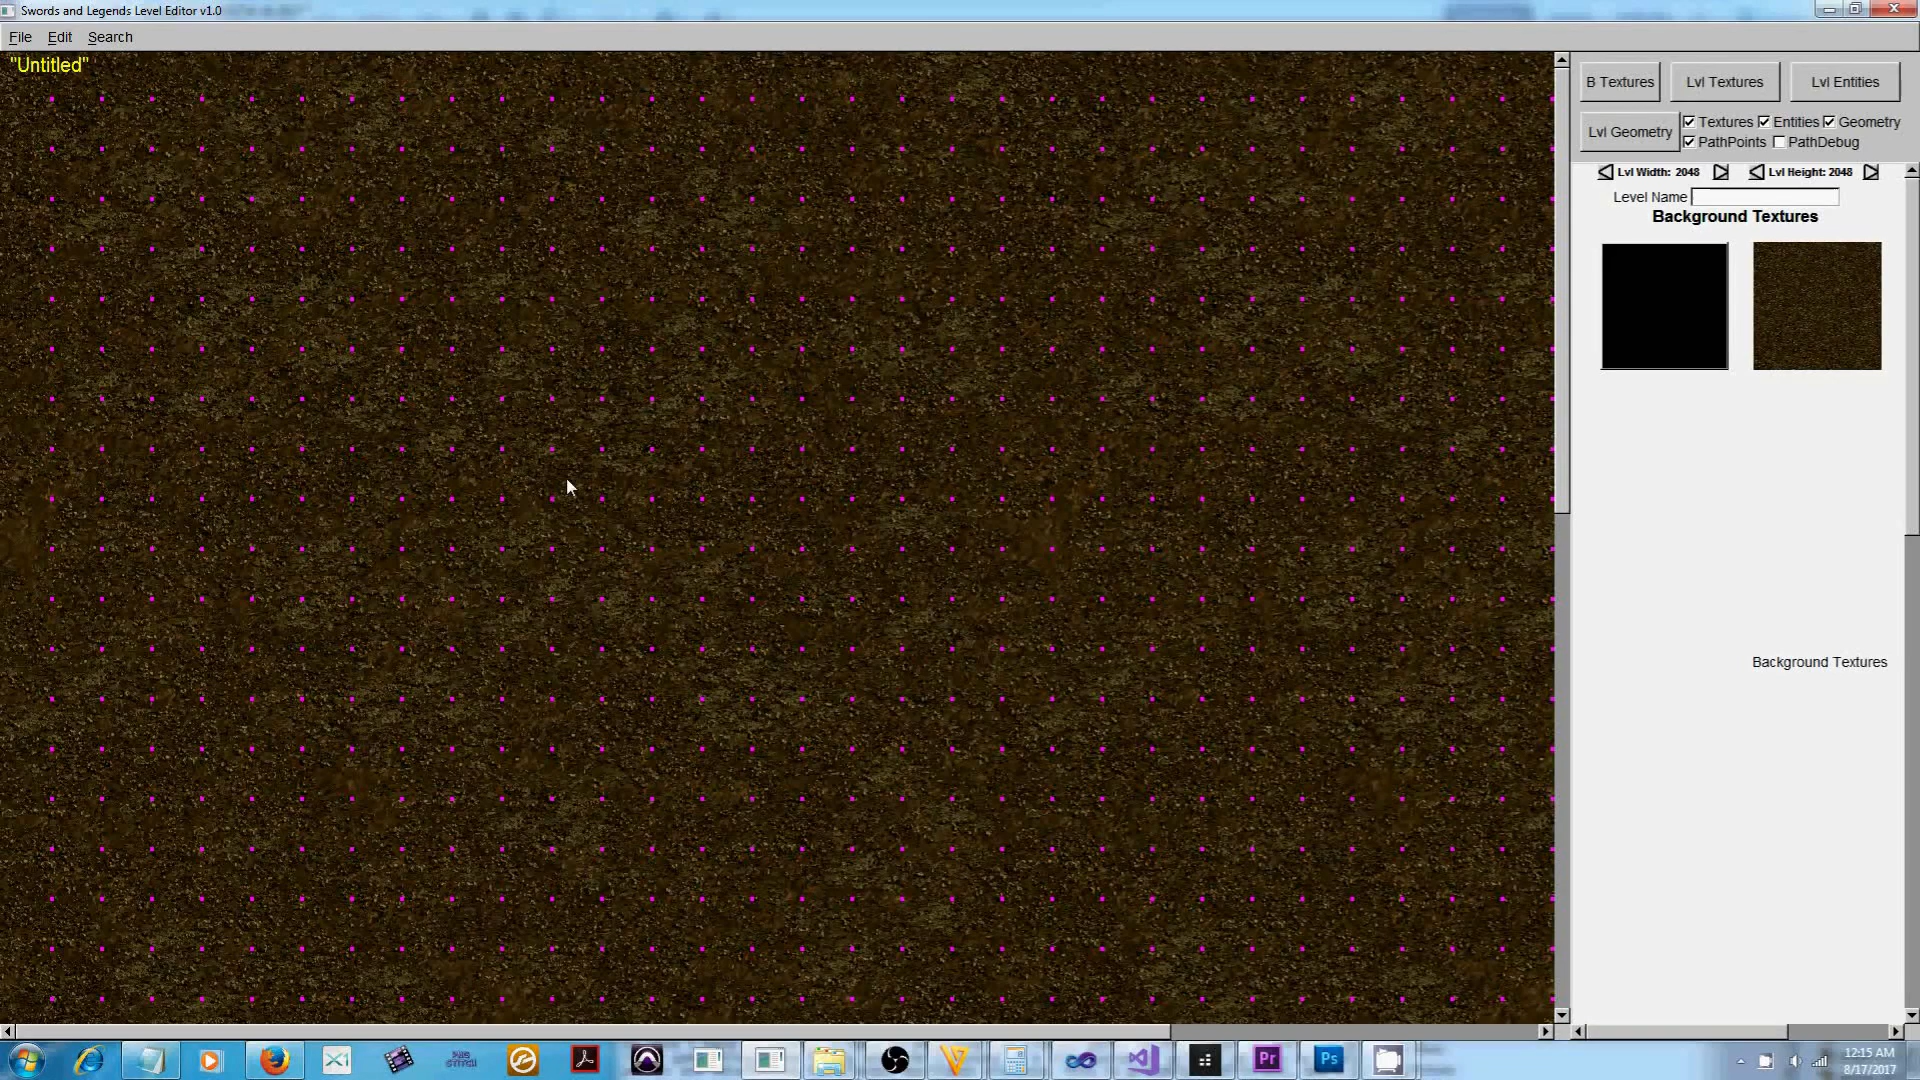 Swords and Legends Level Editor v1.0
File Edit Search
"Untitled"
B Textures Lvl Textures Lvl Entities
Lvl Geometry Textures Entities Geometry
PathPoints PathDebug
Lvl Width: 2048 Lvl Height: 2048
Level Name
Background Textures
Background Textures
X1
Pr
Ps
12:15 AM
8/17/2017